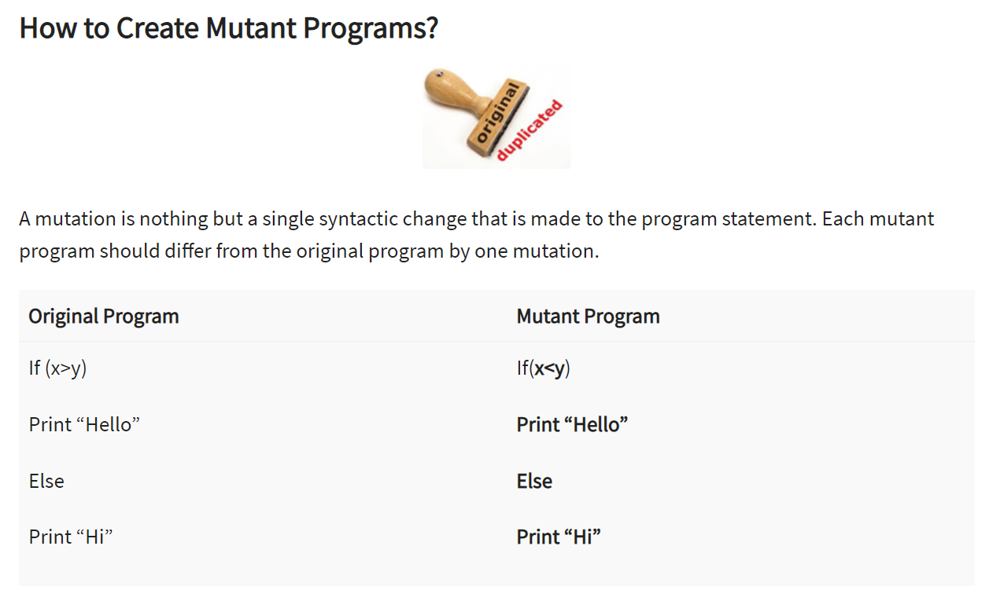 How to Create Mutant Programs?
original
duplicated
A mutation is nothing but a single syntactic change that is made to the program statement. Each mutant
program should differ from the original program by one mutation.
Original Program Mutant Program
If (x>y) If(x<y)
Print “Hello” Print “Hello”
Else Else
Print “Hi” Print “Hi”